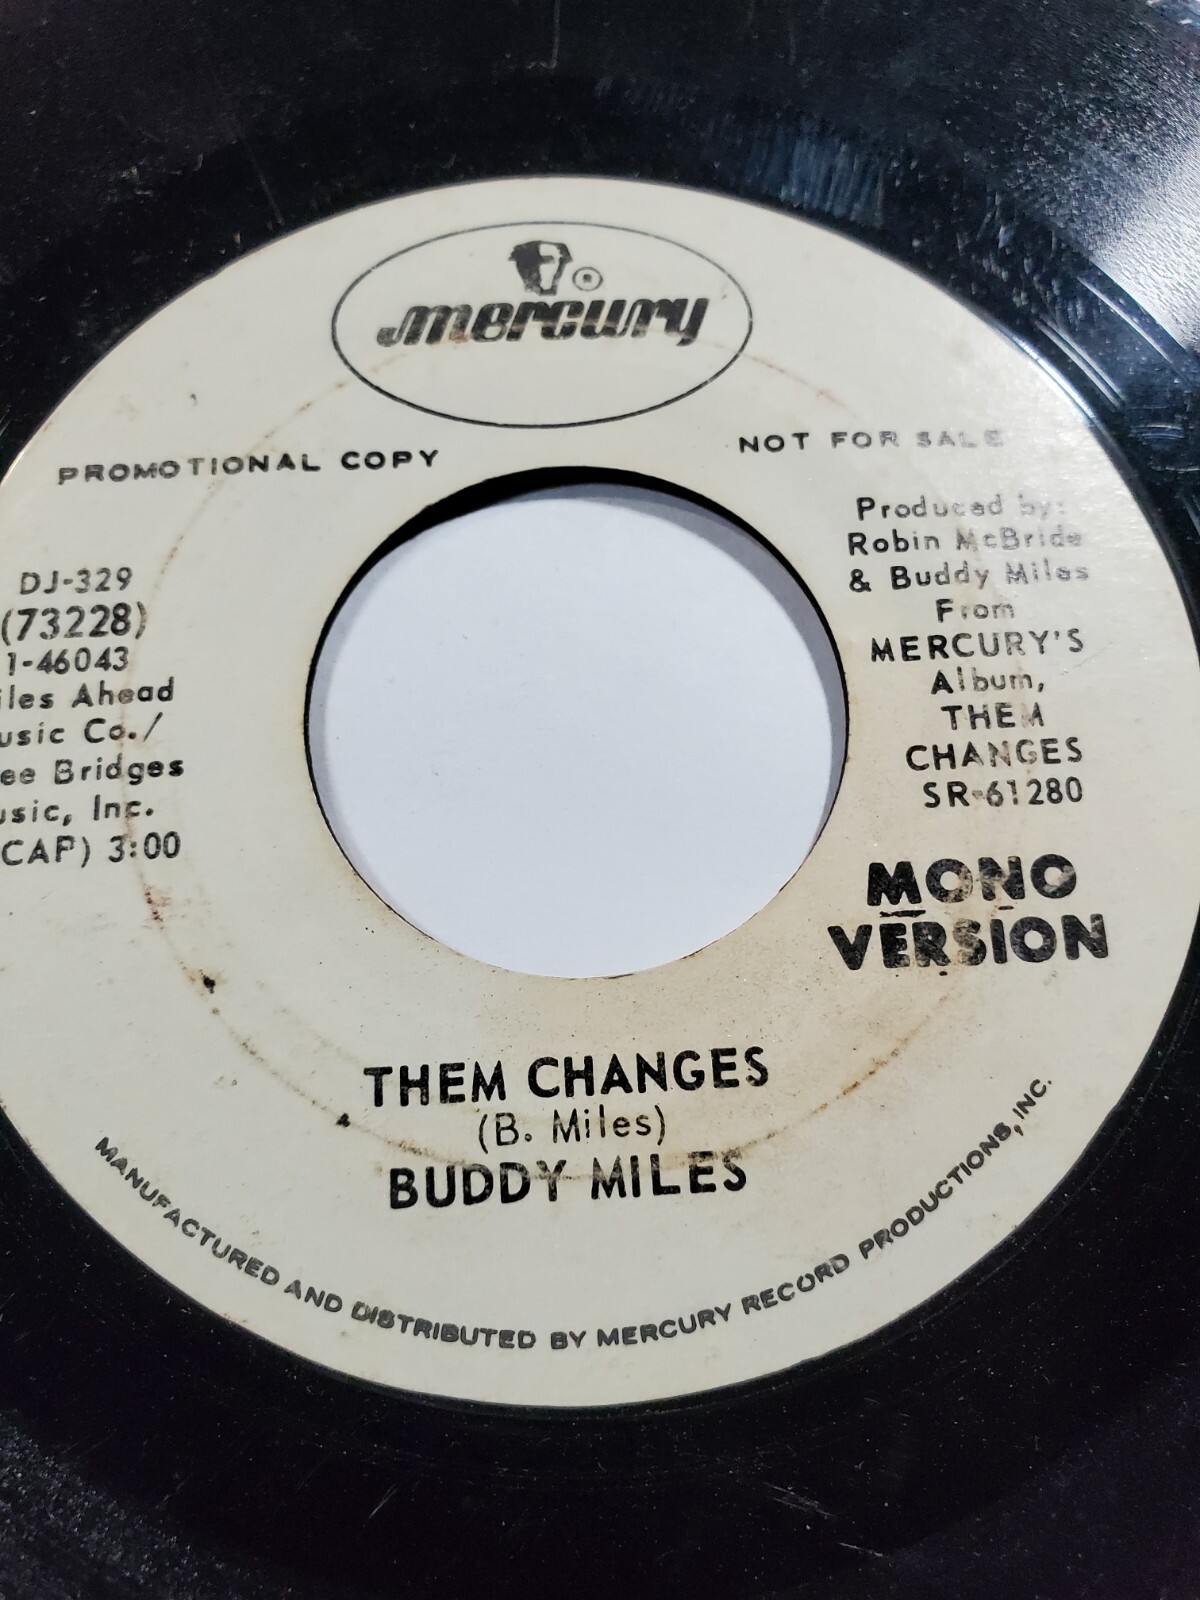 mercury
PROMOTIONAL COPY
NOT FOR SALE
DJ-329
(73228)
1-46043
iles Ahead
usic Co./
ee Bridges
usic, Inc.
CAP) 3:00
Produced by:
Robin McBride
& Buddy Miles
From
MERCURY'S
Album,
THEM
CHANGES
SR-61280
MONO
VERSION
THEM CHANGES
(B. Miles)
BUDDY MILES
MANUFACTURED AND DISTRIBUTED BY MERCURY RECORD PRODUCTIONS, INC.